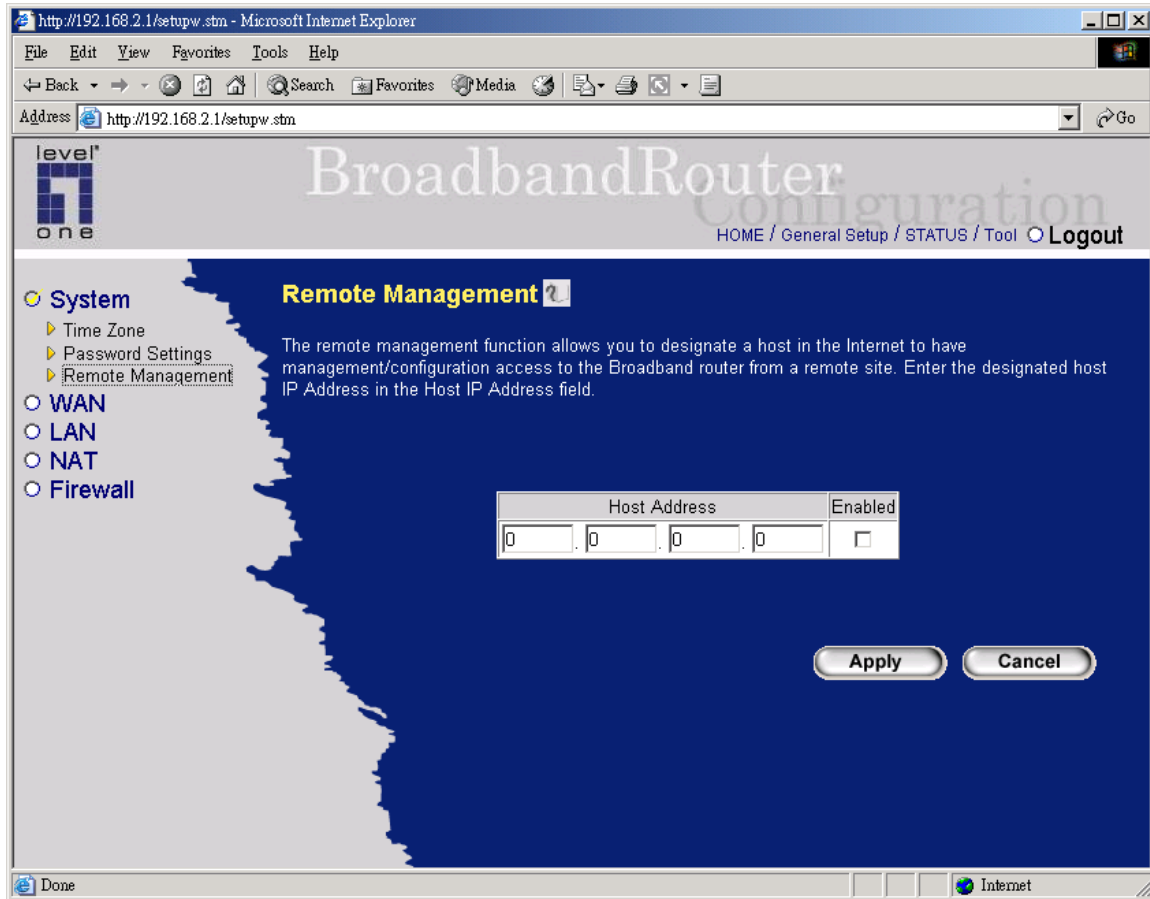 http://192.168.2.1/setupw.stm - Microsoft Internet Explorer
File Edit View Favorites Tools Help
Back Search Favorites Media
Address http://192.168.2.1/setupw.stm Go
level
one
BroadbandRouter
Configuration
HOME / General Setup / STATUS / Tool Logout
System
Time Zone
Password Settings
Remote Management
WAN
LAN
NAT
Firewall
Remote Management
The remote management function allows you to designate a host in the Internet to have
management/configuration access to the Broadband router from a remote site. Enter the designated host
IP Address in the Host IP Address field.
Host Address Enabled
0 . 0 . 0 . 0
Apply Cancel
Done Internet